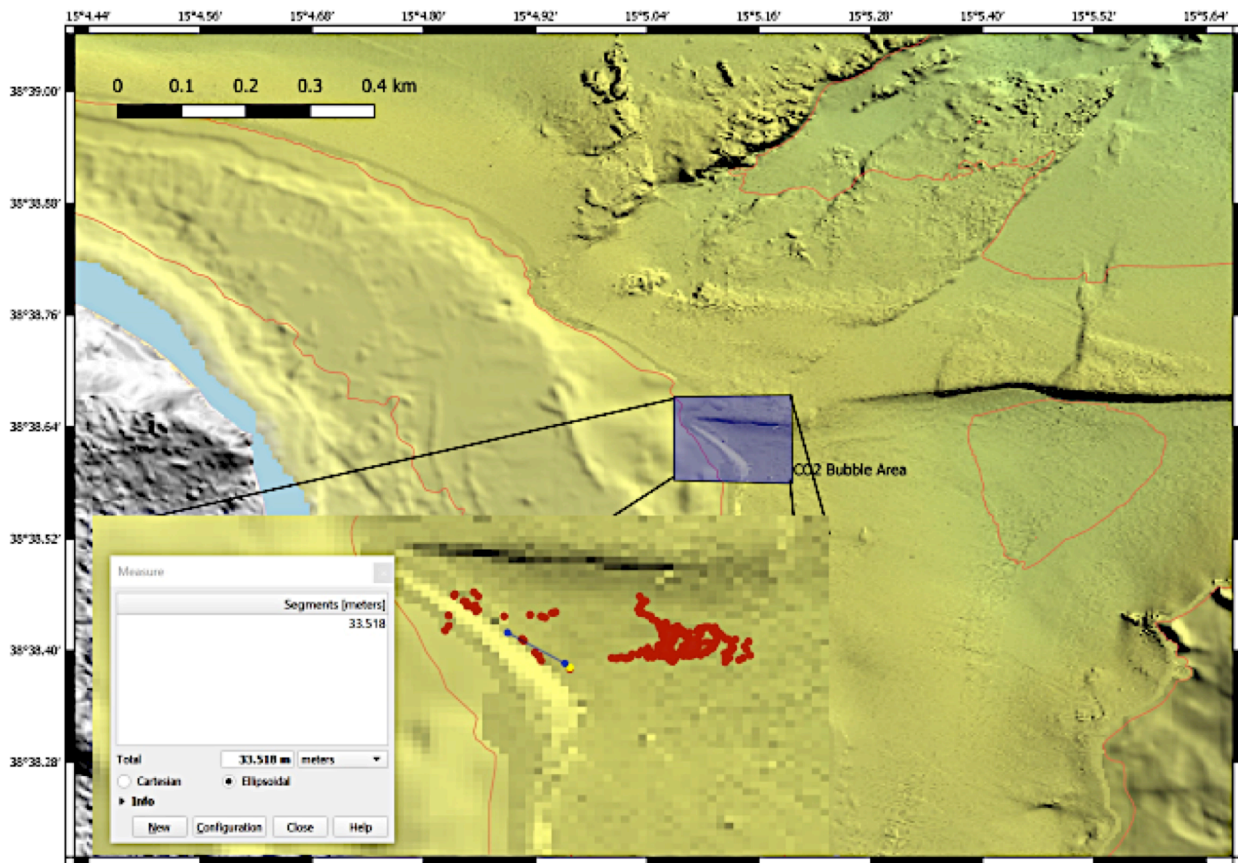 15°4.44' 15°4.56' 15°4.68' 15°4.80' 15°4.92' 15°5.04' 15°5.16' 15°5.28' 15°5.40' 15°5.52' 15°5.64'
0 0.1 0.2 0.3 0.4 km
38°39.00'
38°38.88'
38°38.76'
38°38.64'
CO2 Bubble Area
38°38.52'
38°38.40'
38°38.28'
Measure
Segments [meters]
33.518
Total 33.518 m meters
Cartesian Ellipsoidal
Info
New Configuration Close Help